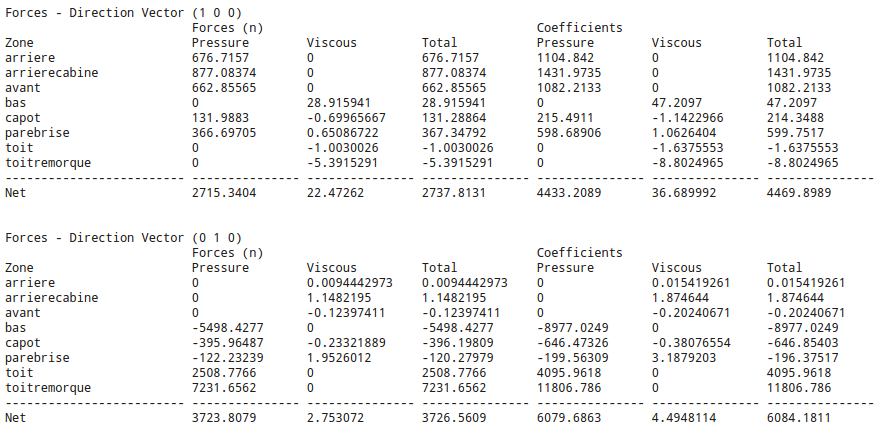 Forces - Direction Vector (1 0 0)
Forces (n) Coefficients
Zone Pressure Viscous Total Pressure Viscous Total
arriere 676.7157 0 676.7157 1104.842 0 1104.842
arrierecabine 877.08374 0 877.08374 1431.9735 0 1431.9735
avant 662.85565 0 662.85565 1082.2133 0 1082.2133
bas 0 28.915941 28.915941 0 47.2097 47.2097
capot 131.9883 -0.69965667 131.28864 215.4911 -1.1422966 214.3488
parebrise 366.69705 0.65086722 367.34792 598.68906 1.0626404 599.7517
toit 0 -1.0030026 -1.0030026 0 -1.6375553 -1.6375553
toitremorque 0 -5.3915291 -5.3915291 0 -8.8024965 -8.8024965
------------------------- --------------- --------------- --------------- --------------- --------------- ---------------
Net 2715.3404 22.47262 2737.8131 4433.2089 36.689992 4469.8989
Forces - Direction Vector (0 1 0)
Forces (n) Coefficients
Zone Pressure Viscous Total Pressure Viscous Total
arriere 0 0.0094442973 0.0094442973 0 0.015419261 0.015419261
arrierecabine 0 1.1482195 1.1482195 0 1.874644 1.874644
avant 0 -0.12397411 -0.12397411 0 -0.20240671 -0.20240671
bas -5498.4277 0 -5498.4277 -8977.0249 0 -8977.0249
capot -395.96487 -0.23321889 -396.19809 -646.47326 -0.38076554 -646.85403
parebrise -122.23239 1.9526012 -120.27979 -199.56309 3.1879203 -196.37517
toit 2508.7766 0 2508.7766 4095.9618 0 4095.9618
toitremorque 7231.6562 0 7231.6562 11806.786 0 11806.786
------------------------- --------------- --------------- --------------- --------------- --------------- ---------------
Net 3723.8079 2.753072 3726.5609 6079.6863 4.4948114 6084.1811